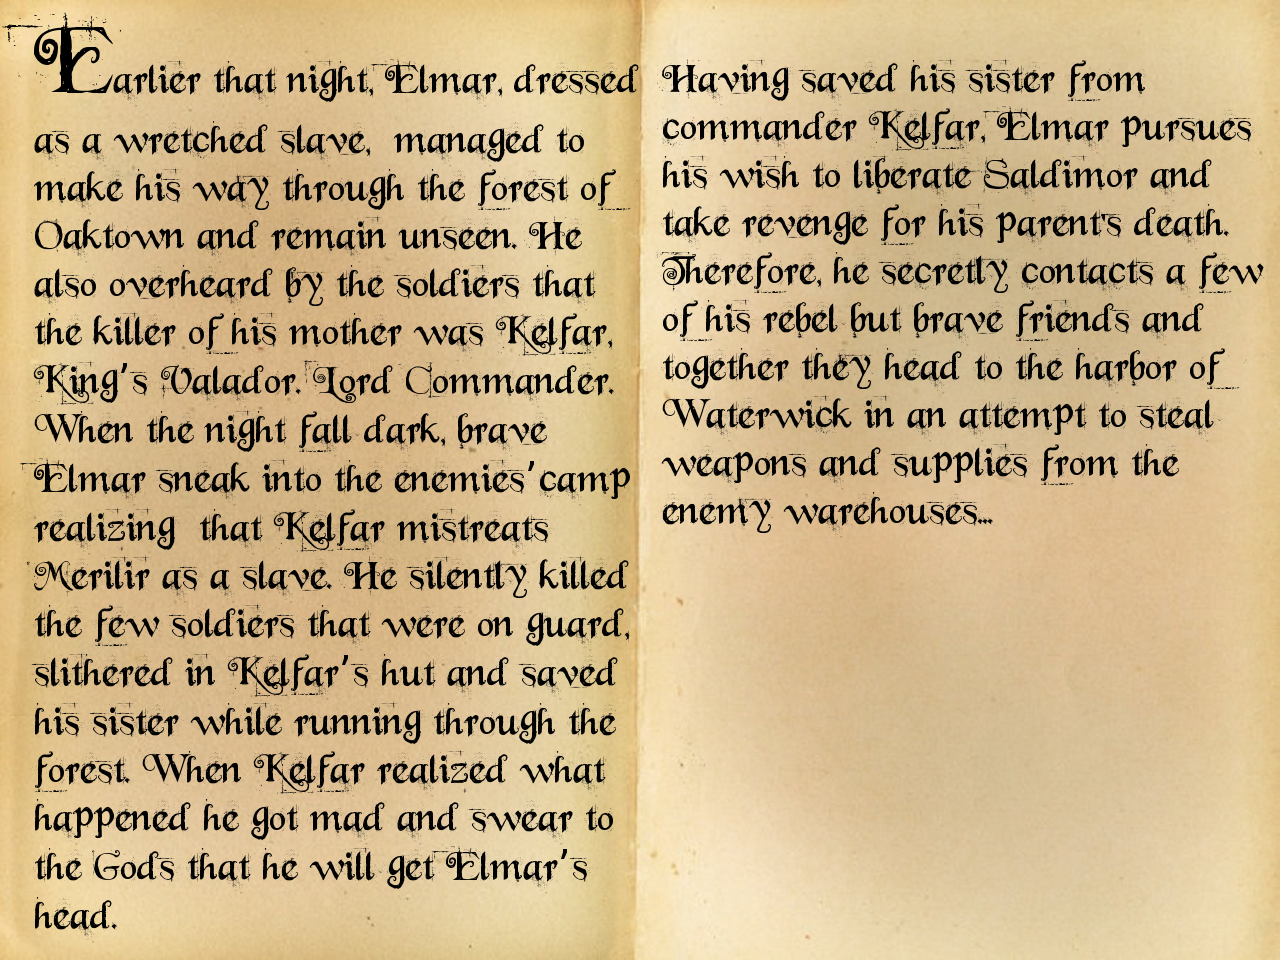 Earlier that night, Elmar, dressed
as a wretched slave, managed to
make his way through the forest of
Oaktown and remain unseen. He
also overheard by the soldiers that
the killer of his mother was Kelfar,
King's Valador. Lord Commander.
When the night fall dark, brave
Elmar sneak into the enemies' camp
realizing that Kelfar mistreats
Merilir as a slave. He silently killed
the few soldiers that were on guard,
slithered in Kelfar's hut and saved
his sister while running through the
forest. When Kelfar realized what
happened he got mad and swear to
the Gods that he will get Elmar's
head.
Having saved his sister from
commander Kelfar, Elmar pursues
his wish to liberate Saldimor and
take revenge for his parent's death.
Therefore, he secretly contacts a few
of his rebel but brave friends and
together they head to the harbor of
Waterwick in an attempt to steal
weapons and supplies from the
enemy warehouses...